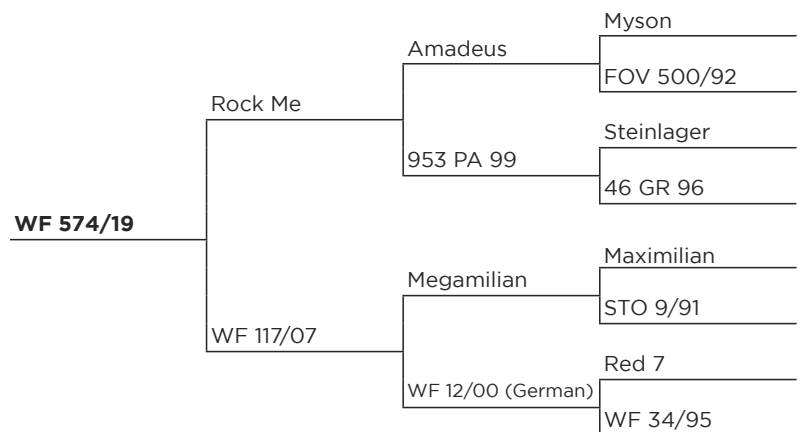 Myson
Amadeus
FOV 500/92
Rock Me
Steinlager
953 PA 99
46 GR 96
WF 574/19
Maximilian
Megamilian
STO 9/91
WF 117/07
Red 7
WF 12/00 (German)
WF 34/95